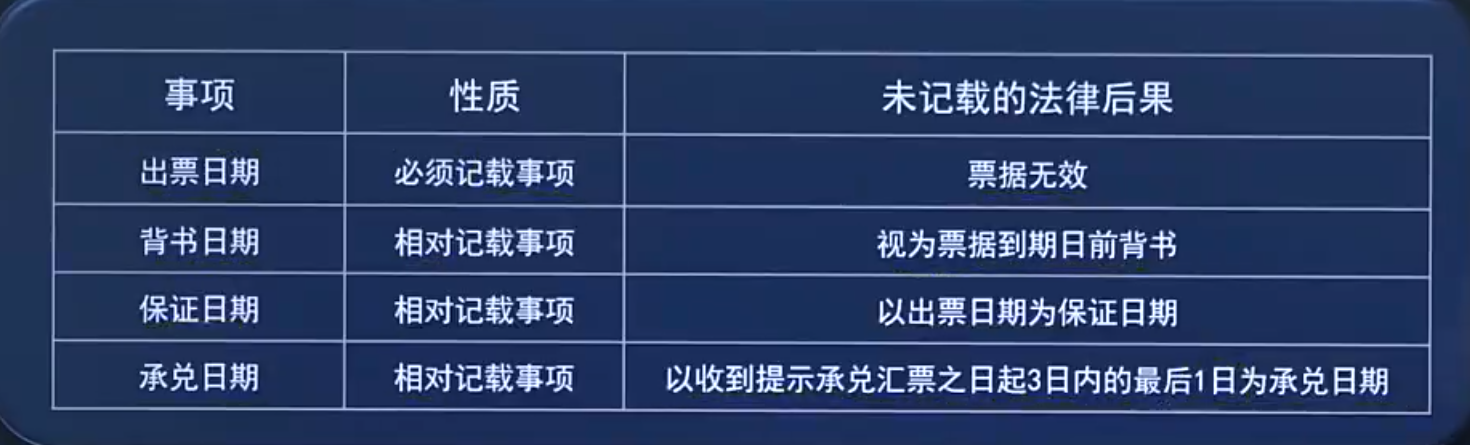 事项 性质 未记载的法律后果
出票日期 必须记载事项 票据无效
背书日期 相对记载事项 视为票据到期日前背书
保证日期 相对记载事项 以出票日期为保证日期
承兑日期 相对记载事项 以收到提示承兑汇票之日起3日内的最后1日为承兑日期